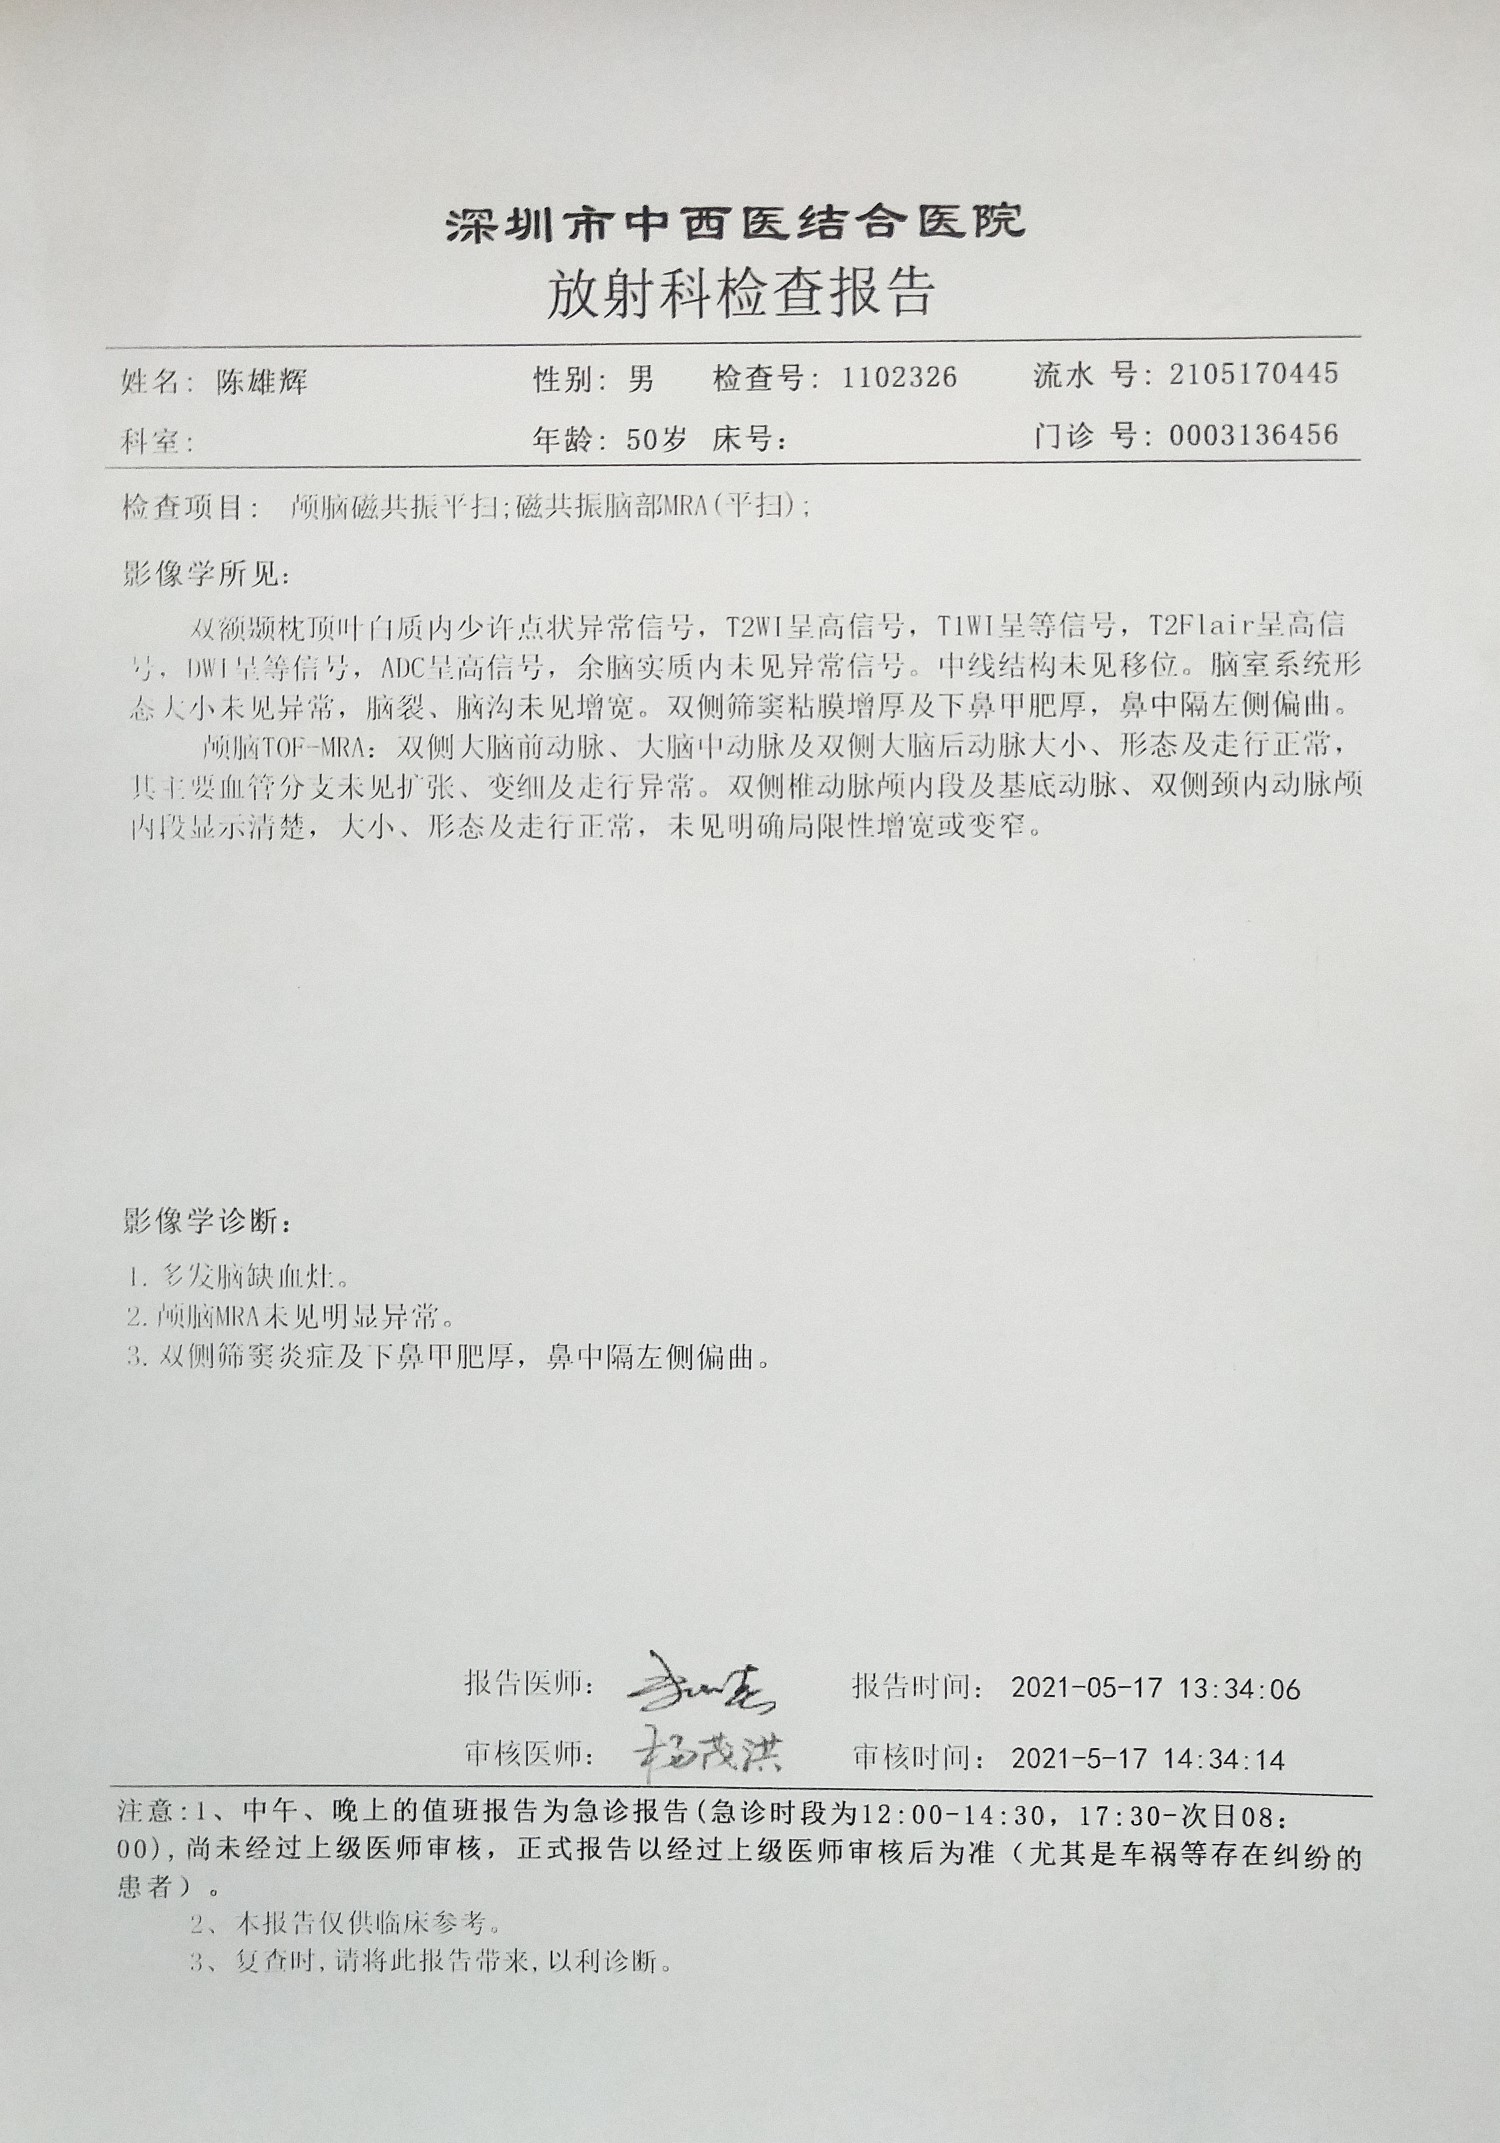 深圳市中西医结合医院
放射科检查报告
姓名: 陈雄辉 性别: 男 检查号: 1102326 流水 号: 2105170445
科室: 年龄: 50岁 床号: 门诊 号: 0003136456
检查项目: 颅脑磁共振平扫;磁共振脑部MRA(平扫);
影像学所见:
双额颞枕顶叶白质内少许点状异常信号，T2WI呈高信号，T1WI呈等信号，T2Flair呈高信
号，DWI呈等信号，ADC呈高信号，余脑实质内未见异常信号。中线结构未见移位。脑室系统形
态大小未见异常，脑裂、脑沟未见增宽。双侧筛窦粘膜增厚及下鼻甲肥厚，鼻中隔左侧偏曲。
颅脑TOF-MRA：双侧大脑前动脉、大脑中动脉及双侧大脑后动脉大小、形态及走行正常，
其主要血管分支未见扩张、变细及走行异常。双侧椎动脉颅内段及基底动脉、双侧颈内动脉颅
内段显示清楚，大小、形态及走行正常，未见明确局限性增宽或变窄。
影像学诊断:
1. 多发脑缺血灶。
2. 颅脑MRA未见明显异常。
3. 双侧筛窦炎症及下鼻甲肥厚，鼻中隔左侧偏曲。
报告医师: 报告时间: 2021-05-17 13:34:06
审核医师: 杨茂洪 审核时间: 2021-5-17 14:34:14
注意:1、中午、晚上的值班报告为急诊报告(急诊时段为12:00-14:30，17:30-次日08:
00),尚未经过上级医师审核，正式报告以经过上级医师审核后为准（尤其是车祸等存在纠纷的
患者）。
2、本报告仅供临床参考。
3、复查时,请将此报告带来,以利诊断。